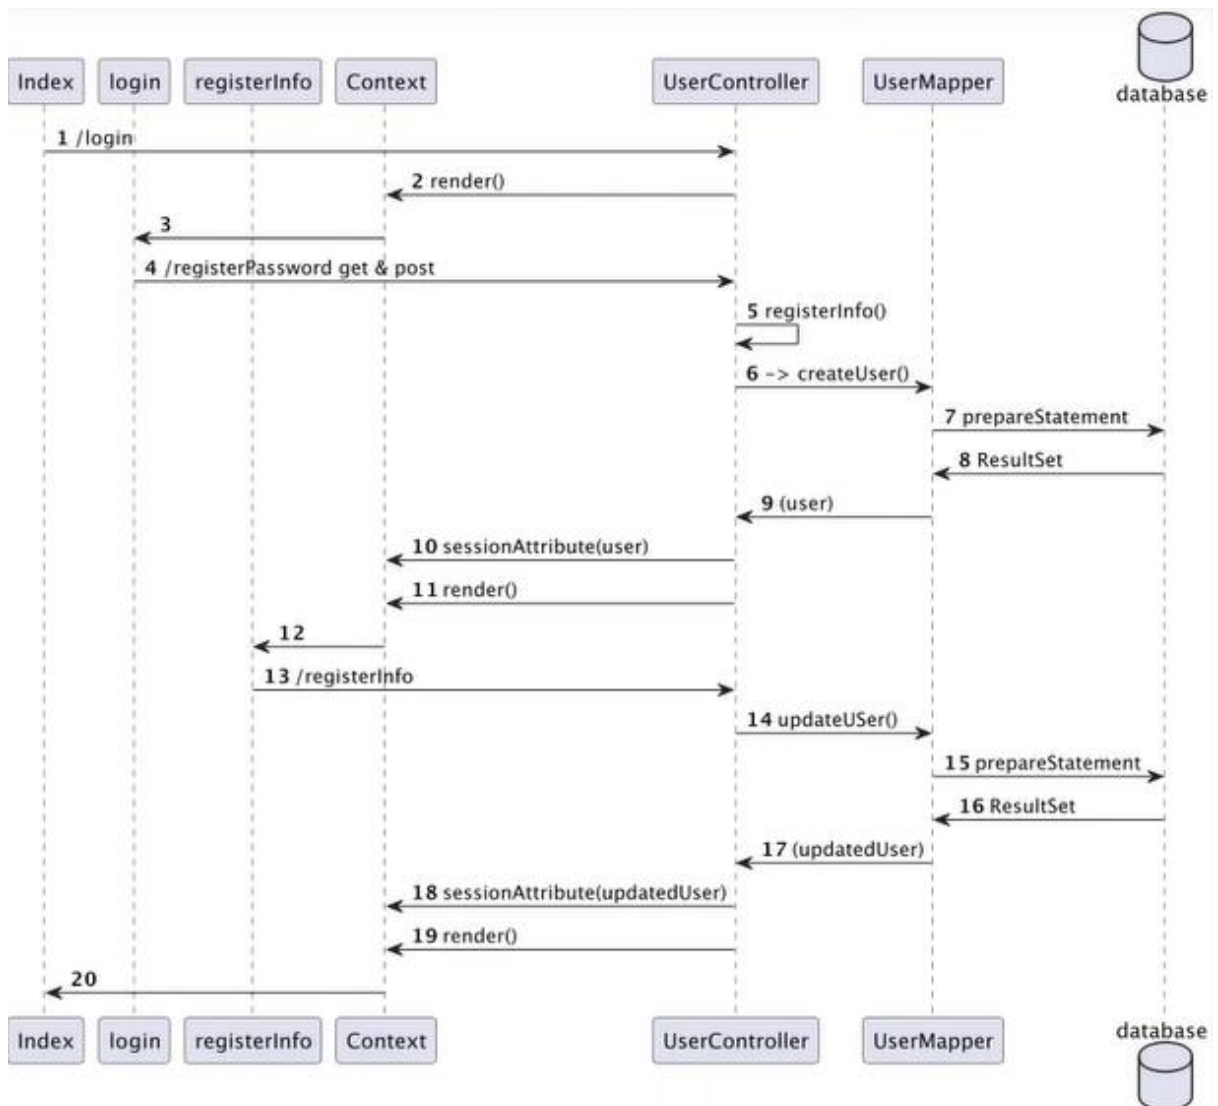 database
Index login registerInfo Context UserController UserMapper
1 /login
2 render()
3
4 /registerPassword get & post
5 registerInfo()
6 -> createUser()
7 prepareStatement
8 ResultSet
9 (user)
10 sessionAttribute(user)
11 render()
12
13 /registerInfo
14 updateUSer()
15 prepareStatement
16 ResultSet
17 (updatedUser)
18 sessionAttribute(updatedUser)
19 render()
20
Index login registerInfo Context UserController UserMapper
database